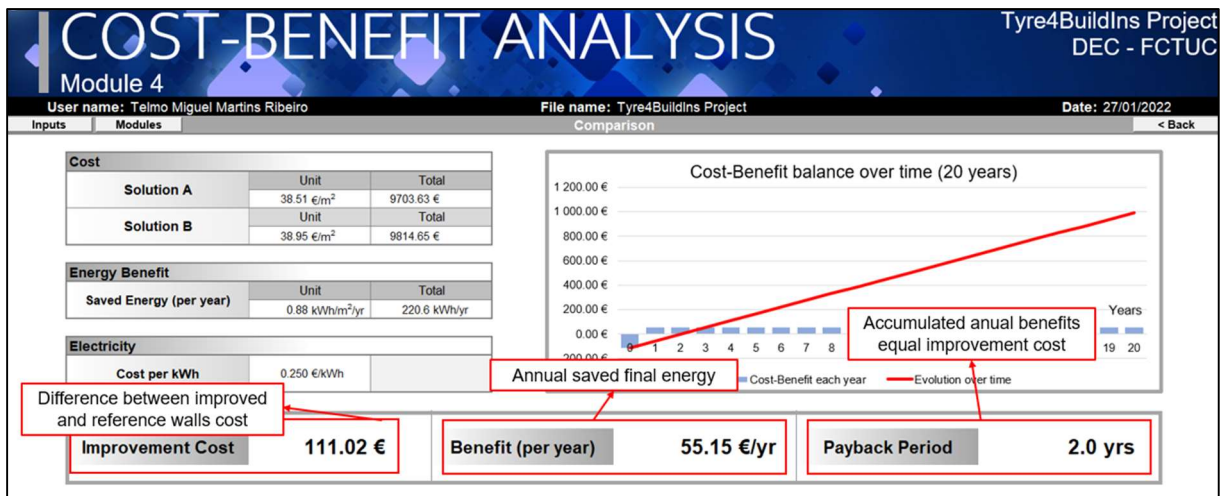 COST-BENEFIT ANALYSIS
Tyre4BuildIns Project
DEC - FCTUC
Module 4
User name: Telmo Miguel Martins Ribeiro
File name: Tyre4BuildIns Project
Date: 27/01/2022
Inputs
Modules
Comparison
< Back
Cost
Solution A
Unit
Total
38.51 €/m²
9703.63 €
Solution B
Unit
Total
38.95 €/m²
9814.65 €
Energy Benefit
Saved Energy (per year)
Unit
Total
0.88 kWh/m²/yr
220.6 kWh/yr
Electricity
Cost per kWh
0.250 €/kWh
Cost-Benefit balance over time (20 years)
1 200.00 €
1 000.00 €
800.00 €
600.00 €
400.00 €
200.00 €
0.00 €
200.00 €
0 1 2 3 4 5 6 7 8
19 20
Years
Cost-Benefit each year
Evolution over time
Difference between improved
and reference walls cost
Annual saved final energy
Accumulated anual benefits
equal improvement cost
Improvement Cost
111.02 €
Benefit (per year)
55.15 €/yr
Payback Period
2.0 yrs